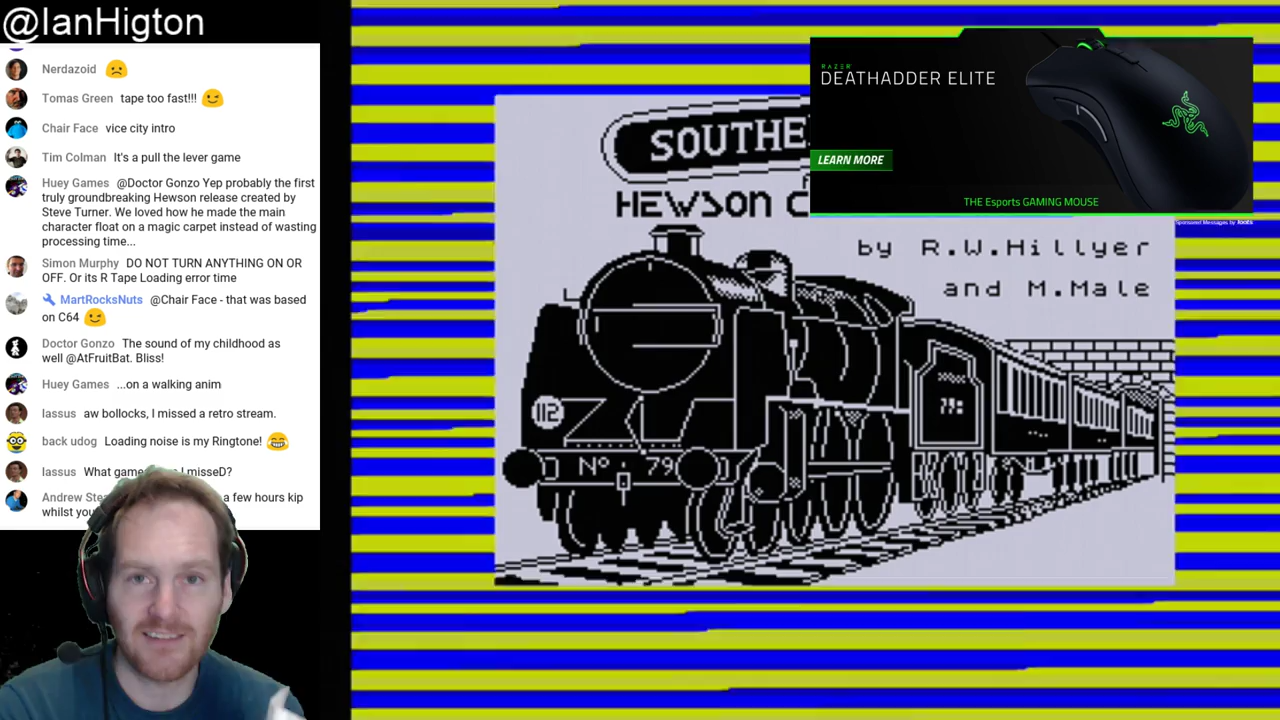 @IanHigton
Nerdazoid ☹️
Tomas Green tape too fast!!! 😉
Chair Face vice city intro
Tim Colman It's a pull the lever game
Huey Games @Doctor Gonzo Yep probably the first
truly groundbreaking Hewson release created by
Steve Turner. We loved how he made the main
character float on a magic carpet instead of wasting
processing time...
Simon Murphy DO NOT TURN ANYTHING ON OR
OFF. Or its R Tape Loading error time
MartRocksNuts @Chair Face - that was based
on C64 😉
Doctor Gonzo The sound of my childhood as
well @AtFruitBat. Bliss!
Huey Games ...on a walking anim
Iassus aw bollocks, I missed a retro stream.
back udog Loading noise is my Ringtone! 😂
Iassus What game I misseD?
Andrew a few hours kip
whilst you
SOUTHE
HEWSON C
by R.W.Hillyer
and M.Male
112
Nº 79
RAZER
DEATHADDER ELITE
LEARN MORE
THE Esports GAMING MOUSE
Sponsored Messages by Roots